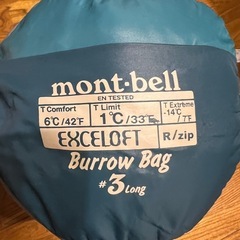 mont-bell
EN TESTED
T Comfort T Limit T Extreme
6℃/42℉ 1℃/33℉ -14℃/7℉
EXCELOFT R/zip
Burrow Bag
#3 Long